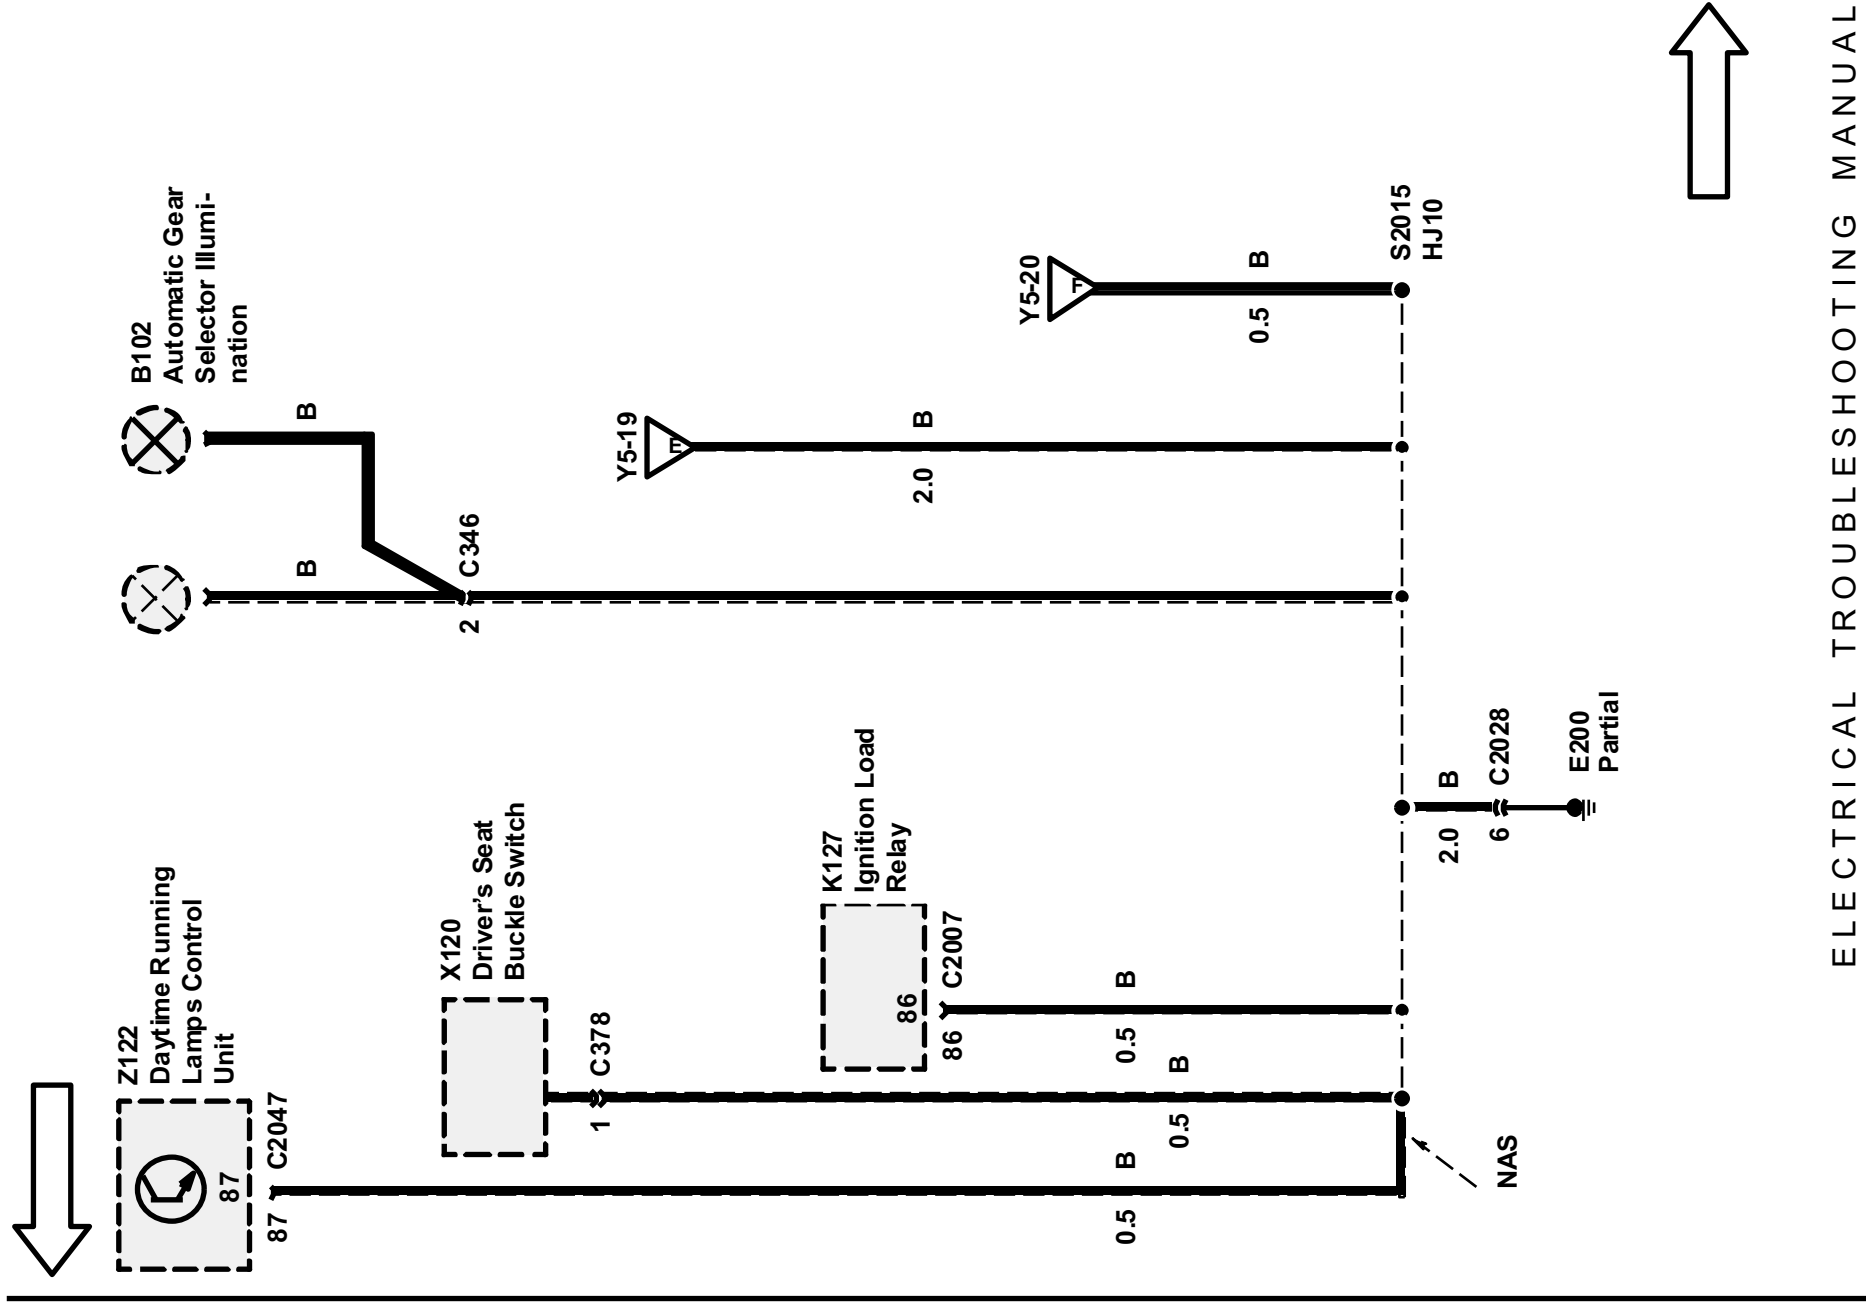 Z122
Daytime Running
Lamps Control
Unit
87
87
C2047
0.5
B
X120
Driver's Seat
Buckle Switch
1
C378
0.5
B
K127
Ignition Load
Relay
86
86
C2007
0.5
B
NAS
2.0
B
6
C2028
E200
Partial
B
2
C346
B102
Automatic Gear
Selector Illumi-
nation
B
Y5-19
E
2.0
B
Y5-20
F
0.5
B
S2015
HJ10
ELECTRICAL TROUBLESHOOTING MANUAL